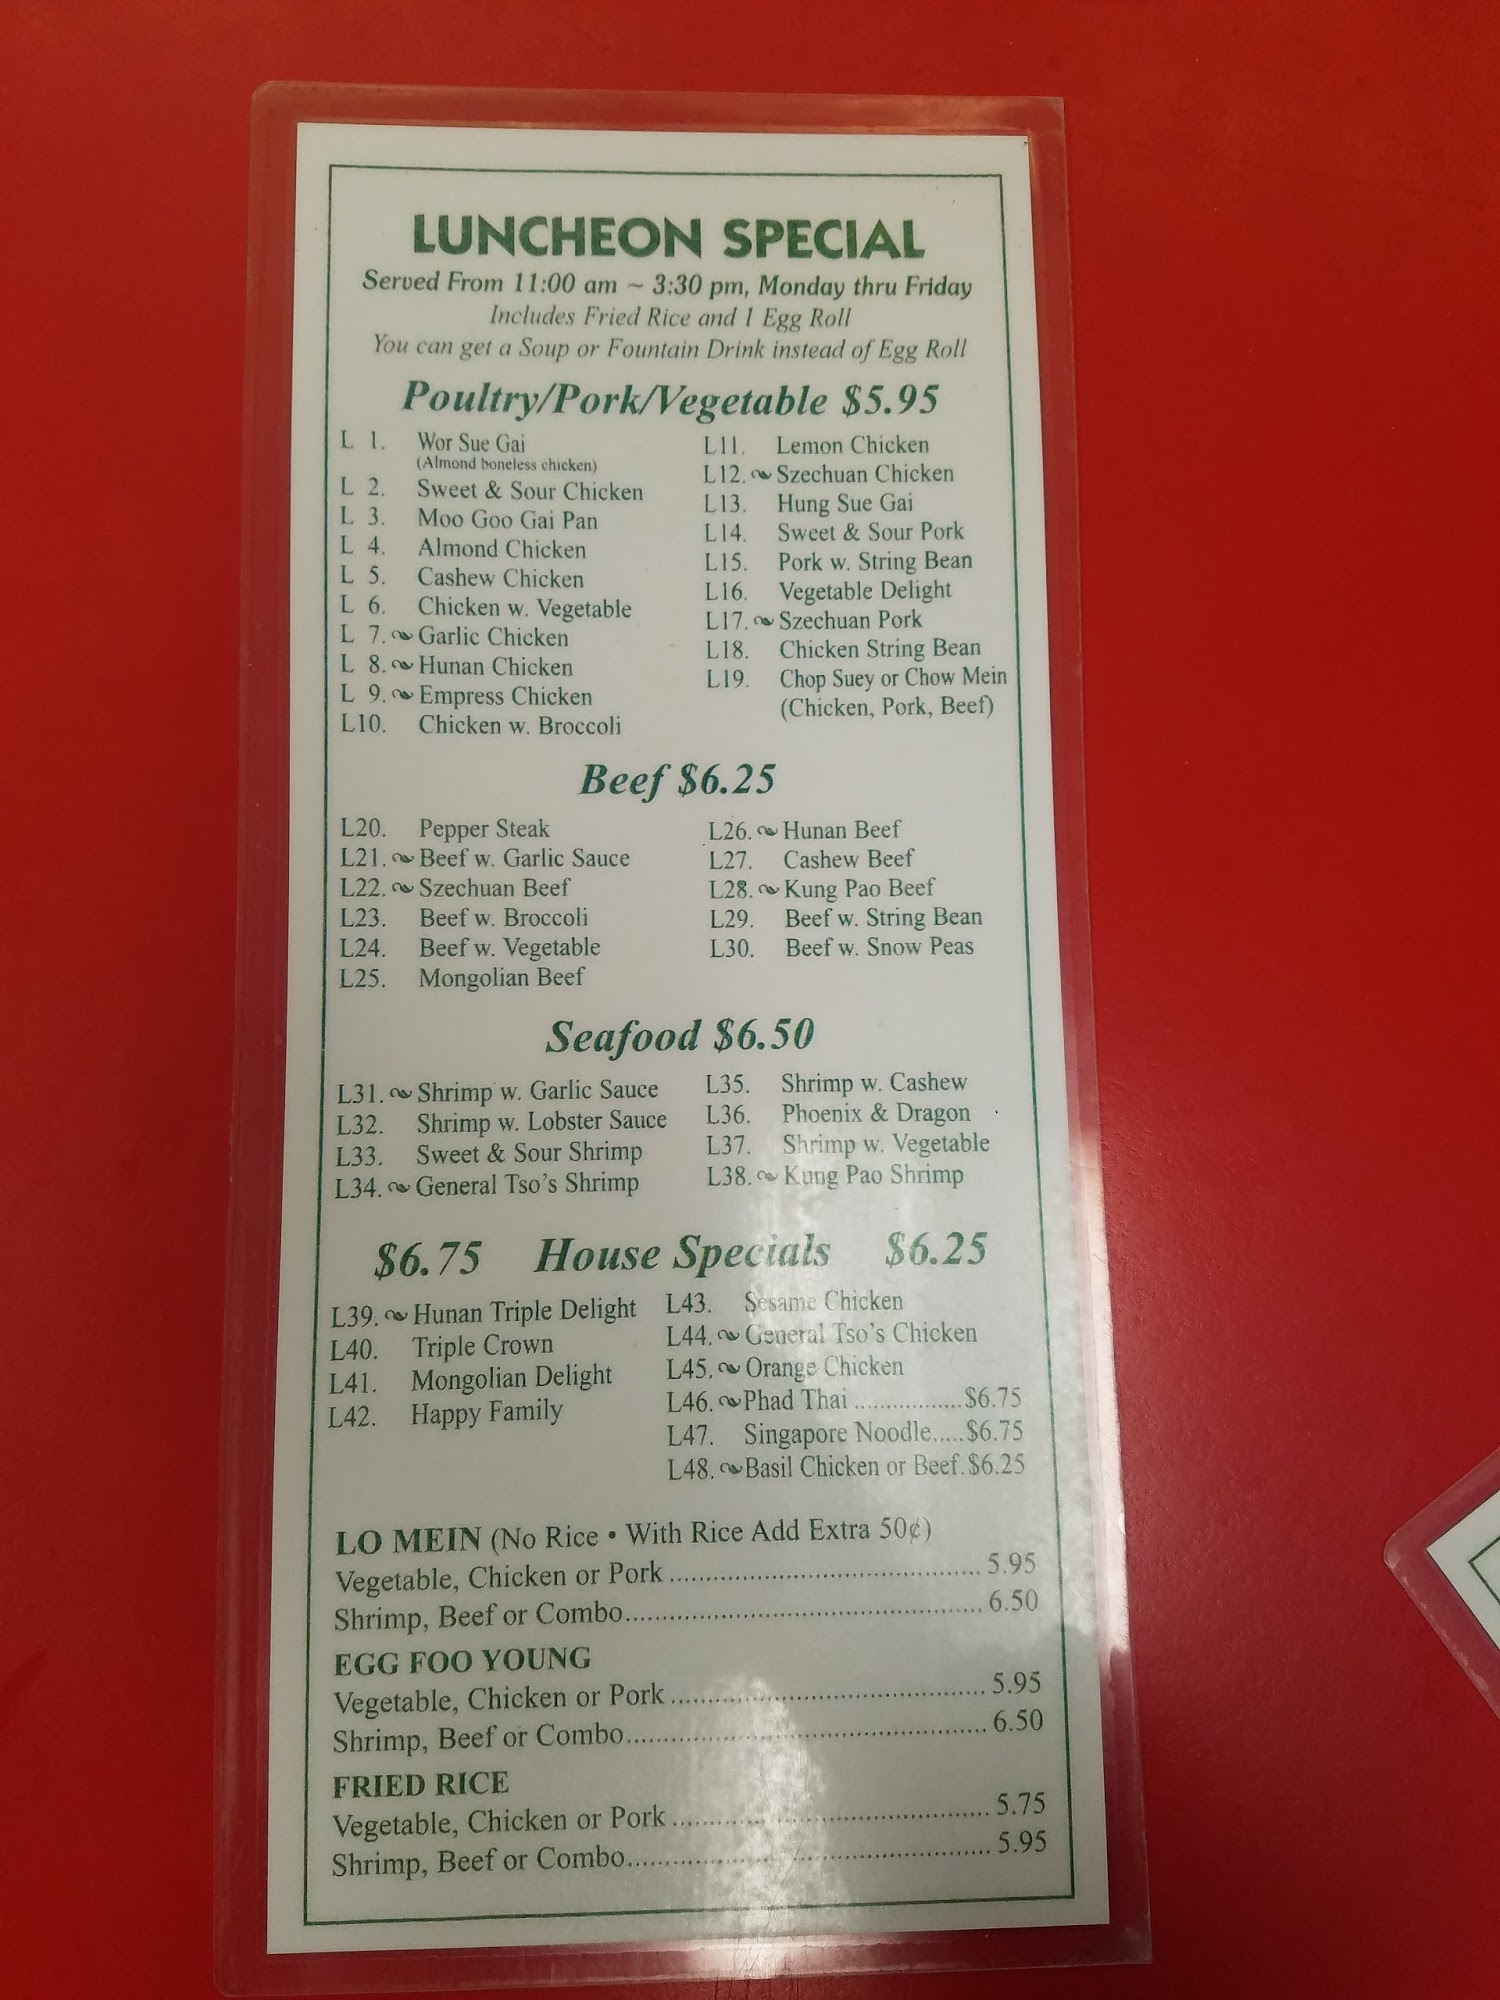 LUNCHEON SPECIAL
Served From 11:00 am ~ 3:30 pm, Monday thru Friday
Includes Fried Rice and 1 Egg Roll
You can get a Soup or Fountain Drink instead of Egg Roll
Poultry/Pork/Vegetable $5.95
L 1. Wor Sue Gai
(Almond boneless chicken)
L 2. Sweet & Sour Chicken
L 3. Moo Goo Gai Pan
L 4. Almond Chicken
L 5. Cashew Chicken
L 6. Chicken w. Vegetable
L 7. Garlic Chicken
L 8. Hunan Chicken
L 9. Empress Chicken
L10. Chicken w. Broccoli
L11. Lemon Chicken
L12. Szechuan Chicken
L13. Hung Sue Gai
L14. Sweet & Sour Pork
L15. Pork w. String Bean
L16. Vegetable Delight
L17. Szechuan Pork
L18. Chicken String Bean
L19. Chop Suey or Chow Mein
(Chicken, Pork, Beef)
Beef $6.25
L20. Pepper Steak
L21. Beef w. Garlic Sauce
L22. Szechuan Beef
L23. Beef w. Broccoli
L24. Beef w. Vegetable
L25. Mongolian Beef
L26. Hunan Beef
L27. Cashew Beef
L28. Kung Pao Beef
L29. Beef w. String Bean
L30. Beef w. Snow Peas
Seafood $6.50
L31. Shrimp w. Garlic Sauce
L32. Shrimp w. Lobster Sauce
L33. Sweet & Sour Shrimp
L34. General Tso's Shrimp
L35. Shrimp w. Cashew
L36. Phoenix & Dragon
L37. Shrimp w. Vegetable
L38. Kung Pao Shrimp
$6.75 House Specials $6.25
L39. Hunan Triple Delight
L40. Triple Crown
L41. Mongolian Delight
L42. Happy Family
L43. Sesame Chicken
L44. General Tso's Chicken
L45. Orange Chicken
L46. Phad Thai .................$6.75
L47. Singapore Noodle.....$6.75
L48. Basil Chicken or Beef.$6.25
LO MEIN (No Rice • With Rice Add Extra 50¢)
Vegetable, Chicken or Pork .......................................... 5.95
Shrimp, Beef or Combo................................................ 6.50
EGG FOO YOUNG
Vegetable, Chicken or Pork .......................................... 5.95
Shrimp, Beef or Combo................................................ 6.50
FRIED RICE
Vegetable, Chicken or Pork .......................................... 5.75
Shrimp, Beef or Combo................................................ 5.95